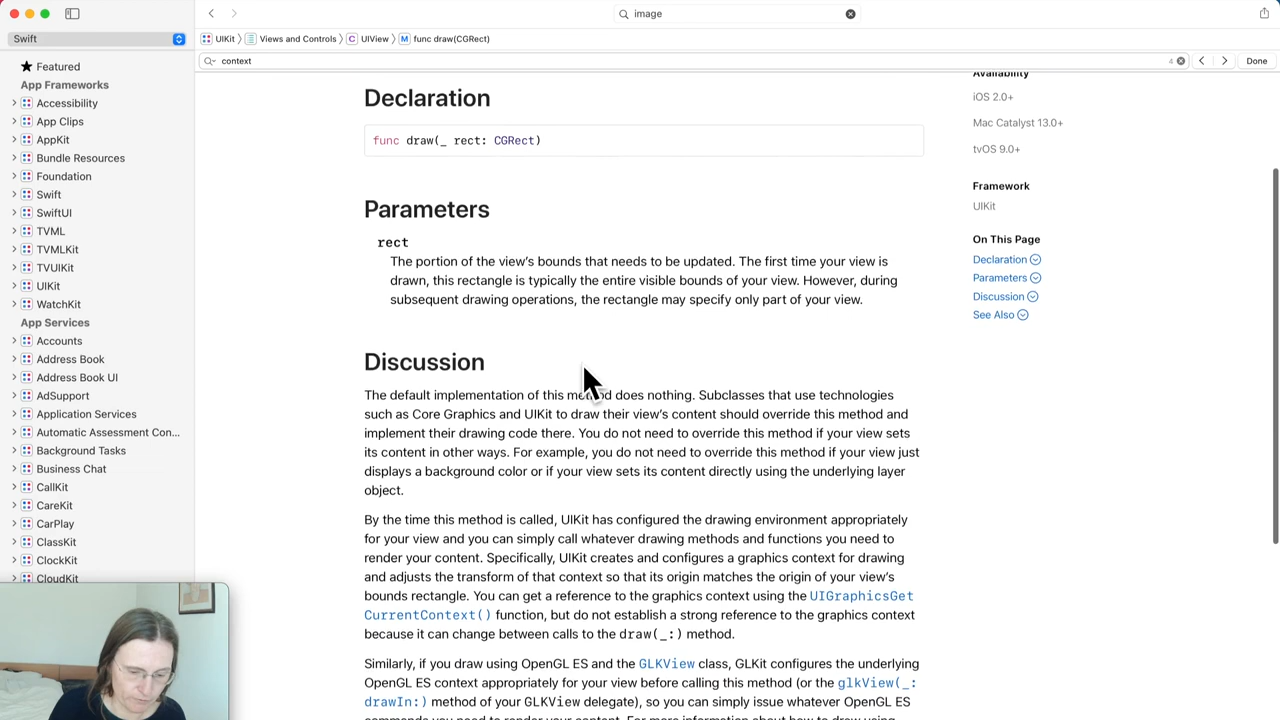 image
Swift
UIKit
Views and Controls
C
UIView
M
func draw(CGRect)
context
4
Done
Featured
App Frameworks
Accessibility
App Clips
AppKit
Bundle Resources
Foundation
Swift
SwiftUI
TVML
TVMLKit
TVUIKit
UIKit
WatchKit
App Services
Accounts
Address Book
Address Book UI
AdSupport
Application Services
Automatic Assessment Con...
Background Tasks
Business Chat
CallKit
CareKit
CarPlay
ClassKit
ClockKit
CloudKit
Declaration
func draw(_ rect: CGRect)
Parameters
rect
The portion of the view's bounds that needs to be updated. The first time your view is
drawn, this rectangle is typically the entire visible bounds of your view. However, during
subsequent drawing operations, the rectangle may specify only part of your view.
Discussion
The default implementation of this method does nothing. Subclasses that use technologies
such as Core Graphics and UIKit to draw their view's content should override this method and
implement their drawing code there. You do not need to override this method if your view sets
its content in other ways. For example, you do not need to override this method if your view just
displays a background color or if your view sets its content directly using the underlying layer
object.
By the time this method is called, UIKit has configured the drawing environment appropriately
for your view and you can simply call whatever drawing methods and functions you need to
render your content. Specifically, UIKit creates and configures a graphics context for drawing
and adjusts the transform of that context so that its origin matches the origin of your view's
bounds rectangle. You can get a reference to the graphics context using the UIGraphicsGet
CurrentContext() function, but do not establish a strong reference to the graphics context
because it can change between calls to the draw(_:) method.
Similarly, if you draw using OpenGL ES and the GLKView class, GLKit configures the underlying
OpenGL ES context appropriately for your view before calling this method (or the glkView(_:
drawIn:) method of your GLKView delegate), so you can simply issue whatever OpenGL ES
commands you need to render your content. For more information about how to draw using
Availability
iOS 2.0+
Mac Catalyst 13.0+
tvOS 9.0+
Framework
UIKit
On This Page
Declaration
Parameters
Discussion
See Also